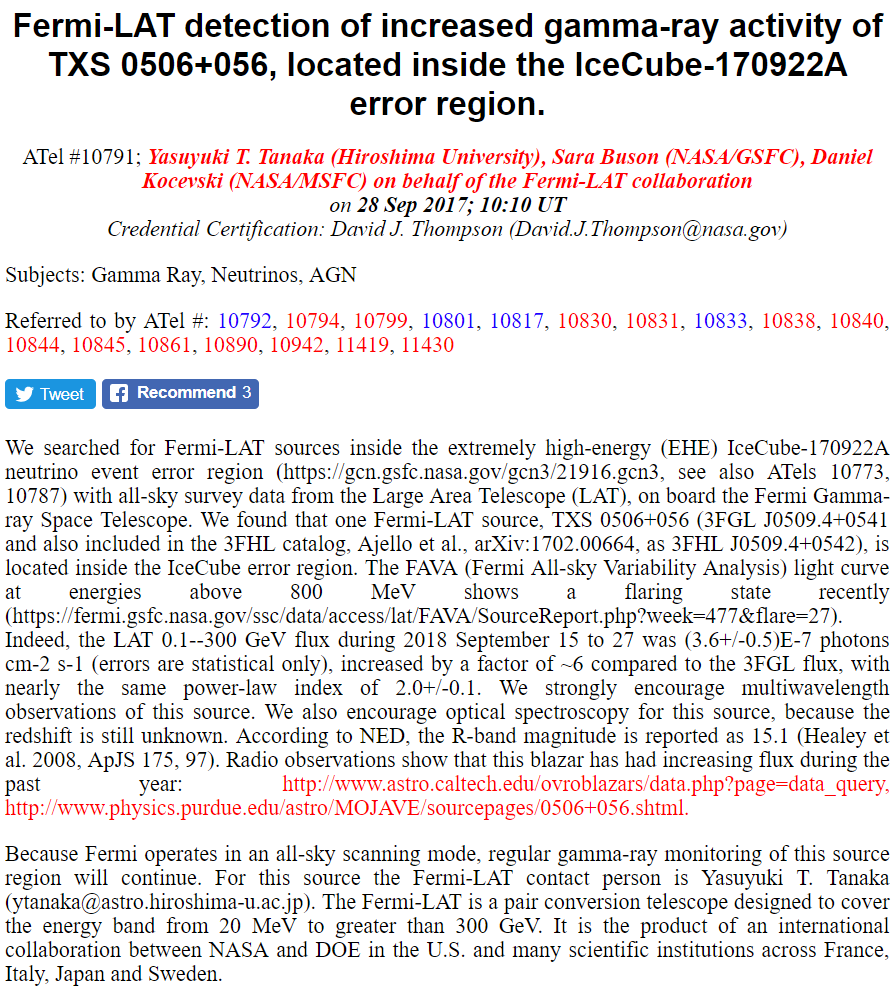 Fermi-LAT detection of increased gamma-ray activity of
TXS 0506+056, located inside the IceCube-170922A
error region.
ATel #10791; Yasuyuki T. Tanaka (Hiroshima University), Sara Buson (NASA/GSFC), Daniel
Kocevski (NASA/MSFC) on behalf of the Fermi-LAT collaboration
on 28 Sep 2017; 10:10 UT
Credential Certification: David J. Thompson (David.J.Thompson@nasa.gov)
Subjects: Gamma Ray, Neutrinos, AGN
Referred to by ATel #: 10792, 10794, 10799, 10801, 10817, 10830, 10831, 10833, 10838, 10840,
10844, 10845, 10861, 10890, 10942, 11419, 11430
Tweet Recommend 3
We searched for Fermi-LAT sources inside the extremely high-energy (EHE) IceCube-170922A
neutrino event error region (https://gcn.gsfc.nasa.gov/gcn3/21916.gcn3, see also ATels 10773,
10787) with all-sky survey data from the Large Area Telescope (LAT), on board the Fermi Gamma-
ray Space Telescope. We found that one Fermi-LAT source, TXS 0506+056 (3FGL J0509.4+0541
and also included in the 3FHL catalog, Ajello et al., arXiv:1702.00664, as 3FHL J0509.4+0542), is
located inside the IceCube error region. The FAVA (Fermi All-sky Variability Analysis) light curve
at energies above 800 MeV shows a flaring state recently
(https://fermi.gsfc.nasa.gov/ssc/data/access/lat/FAVA/SourceReport.php?week=477&flare=27).
Indeed, the LAT 0.1--300 GeV flux during 2018 September 15 to 27 was (3.6+/-0.5)E-7 photons
cm-2 s-1 (errors are statistical only), increased by a factor of ~6 compared to the 3FGL flux, with
nearly the same power-law index of 2.0+/-0.1. We strongly encourage multiwavelength
observations of this source. We also encourage optical spectroscopy for this source, because the
redshift is still unknown. According to NED, the R-band magnitude is reported as 15.1 (Healey et
al. 2008, ApJS 175, 97). Radio observations show that this blazar has had increasing flux during the
past year: http://www.astro.caltech.edu/ovroblazars/data.php?page=data_query,
http://www.physics.purdue.edu/astro/MOJAVE/sourcepages/0506+056.shtml.
Because Fermi operates in an all-sky scanning mode, regular gamma-ray monitoring of this source
region will continue. For this source the Fermi-LAT contact person is Yasuyuki T. Tanaka
(ytanaka@astro.hiroshima-u.ac.jp). The Fermi-LAT is a pair conversion telescope designed to cover
the energy band from 20 MeV to greater than 300 GeV. It is the product of an international
collaboration between NASA and DOE in the U.S. and many scientific institutions across France,
Italy, Japan and Sweden.